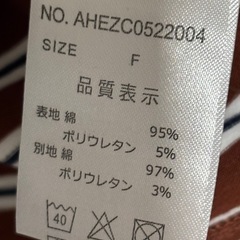 NO. AHEZC0522004
SIZE F
品質表示
表地 綿 95%
ポリウレタン 5%
別地 綿 97%
ポリウレタン 3%
40